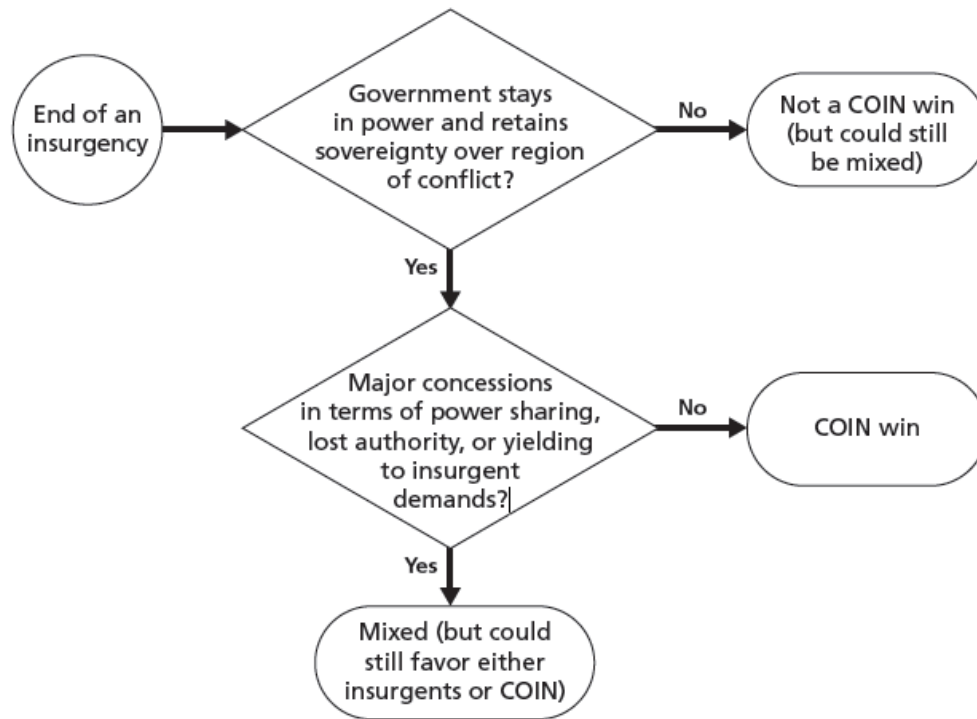 End of an
insurgency
Government stays
in power and retains
sovereignty over region
of conflict?
No
Not a COIN win
(but could still
be mixed)
Yes
Major concessions
in terms of power sharing,
lost authority, or yielding
to insurgent
demands?
No
COIN win
Yes
Mixed (but could
still favor either
insurgents or COIN)